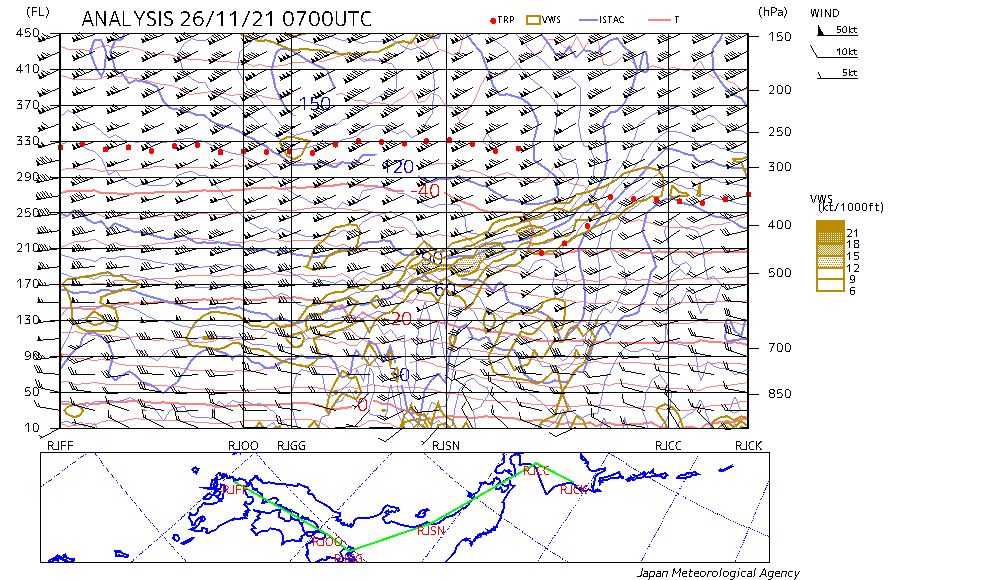 (FL)
ANALYSIS 26/11/21 0700UTC
TRP VWS ISTAC T
(hPa)
WIND
50kt
10kt
5kt
450
410
370
330
290
250
210
170
130
90
50
10
150
200
250
300
400
500
700
850
150
120
-40
90
60
-20
30
0
VWS
(kt/1000ft)
21
18
15
12
9
6
RJFF RJOO RJGG RJSN RJCC RJCK
RJCC
RJFF
RJCK
RJSN
RJOO
Japan Meteorological Agency